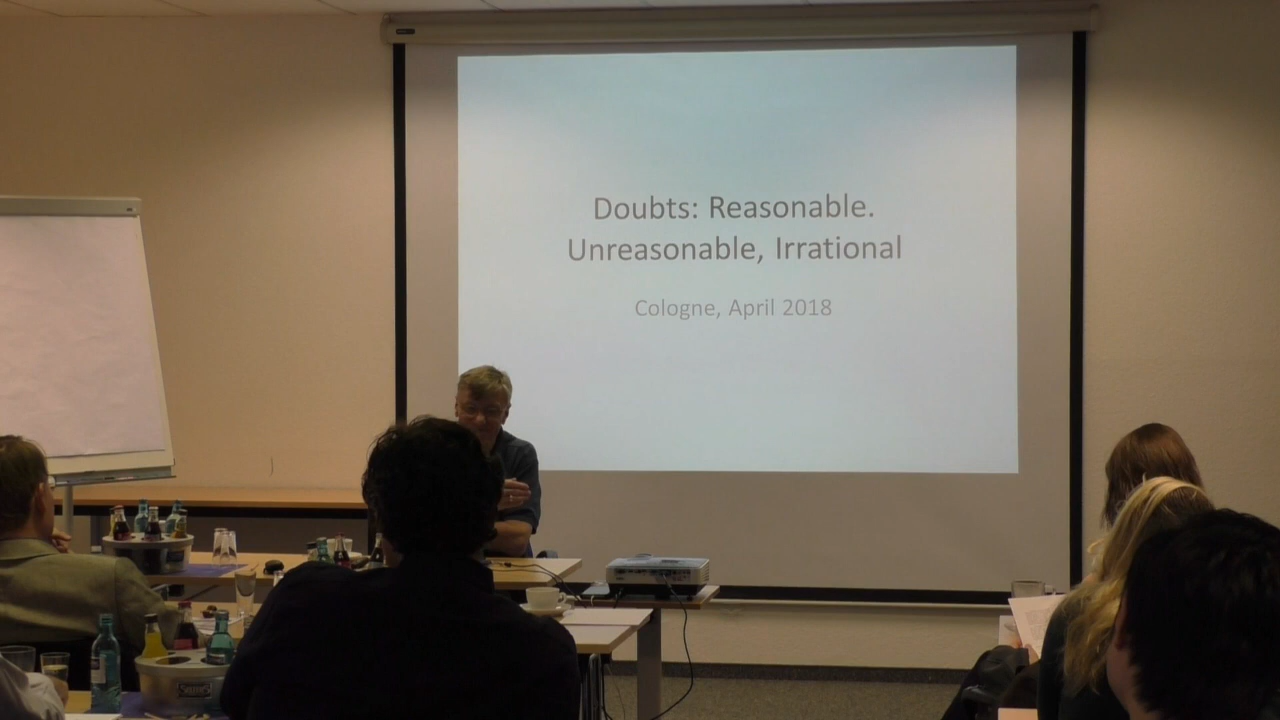 Doubts: Reasonable.
Unreasonable, Irrational
Cologne, April 2018